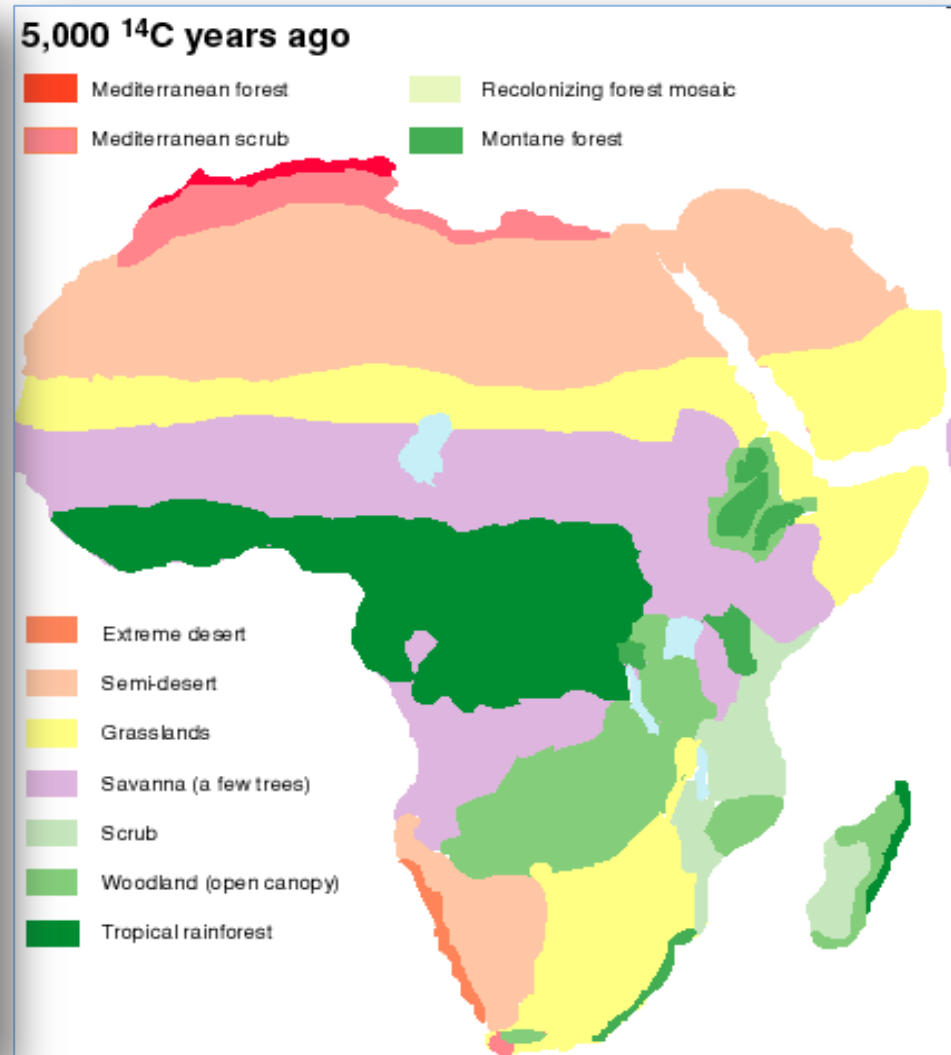 5,000 ¹⁴C years ago
Mediterranean forest
Recolonizing forest mosaic
Mediterranean scrub
Montane forest
Extreme desert
Semi-desert
Grasslands
Savanna (a few trees)
Scrub
Woodland (open canopy)
Tropical rainforest